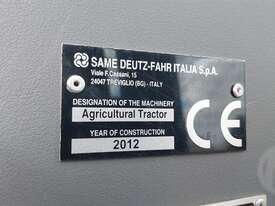 SAME DEUTZ-FAHR ITALIA S.p.A.
Viale F. Cassani, 15
24047 TREVIGLIO (BG) - ITALY
DESIGNATION OF THE MACHINERY
Agricultural Tractor
YEAR OF CONSTRUCTION
2012
CE